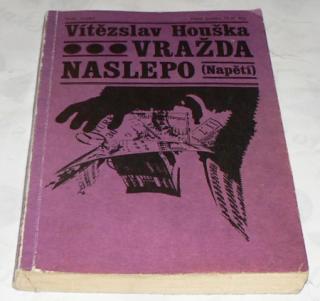 Vítězslav Houška
●●●VRAŽDA
NASLEPO (Napětí)